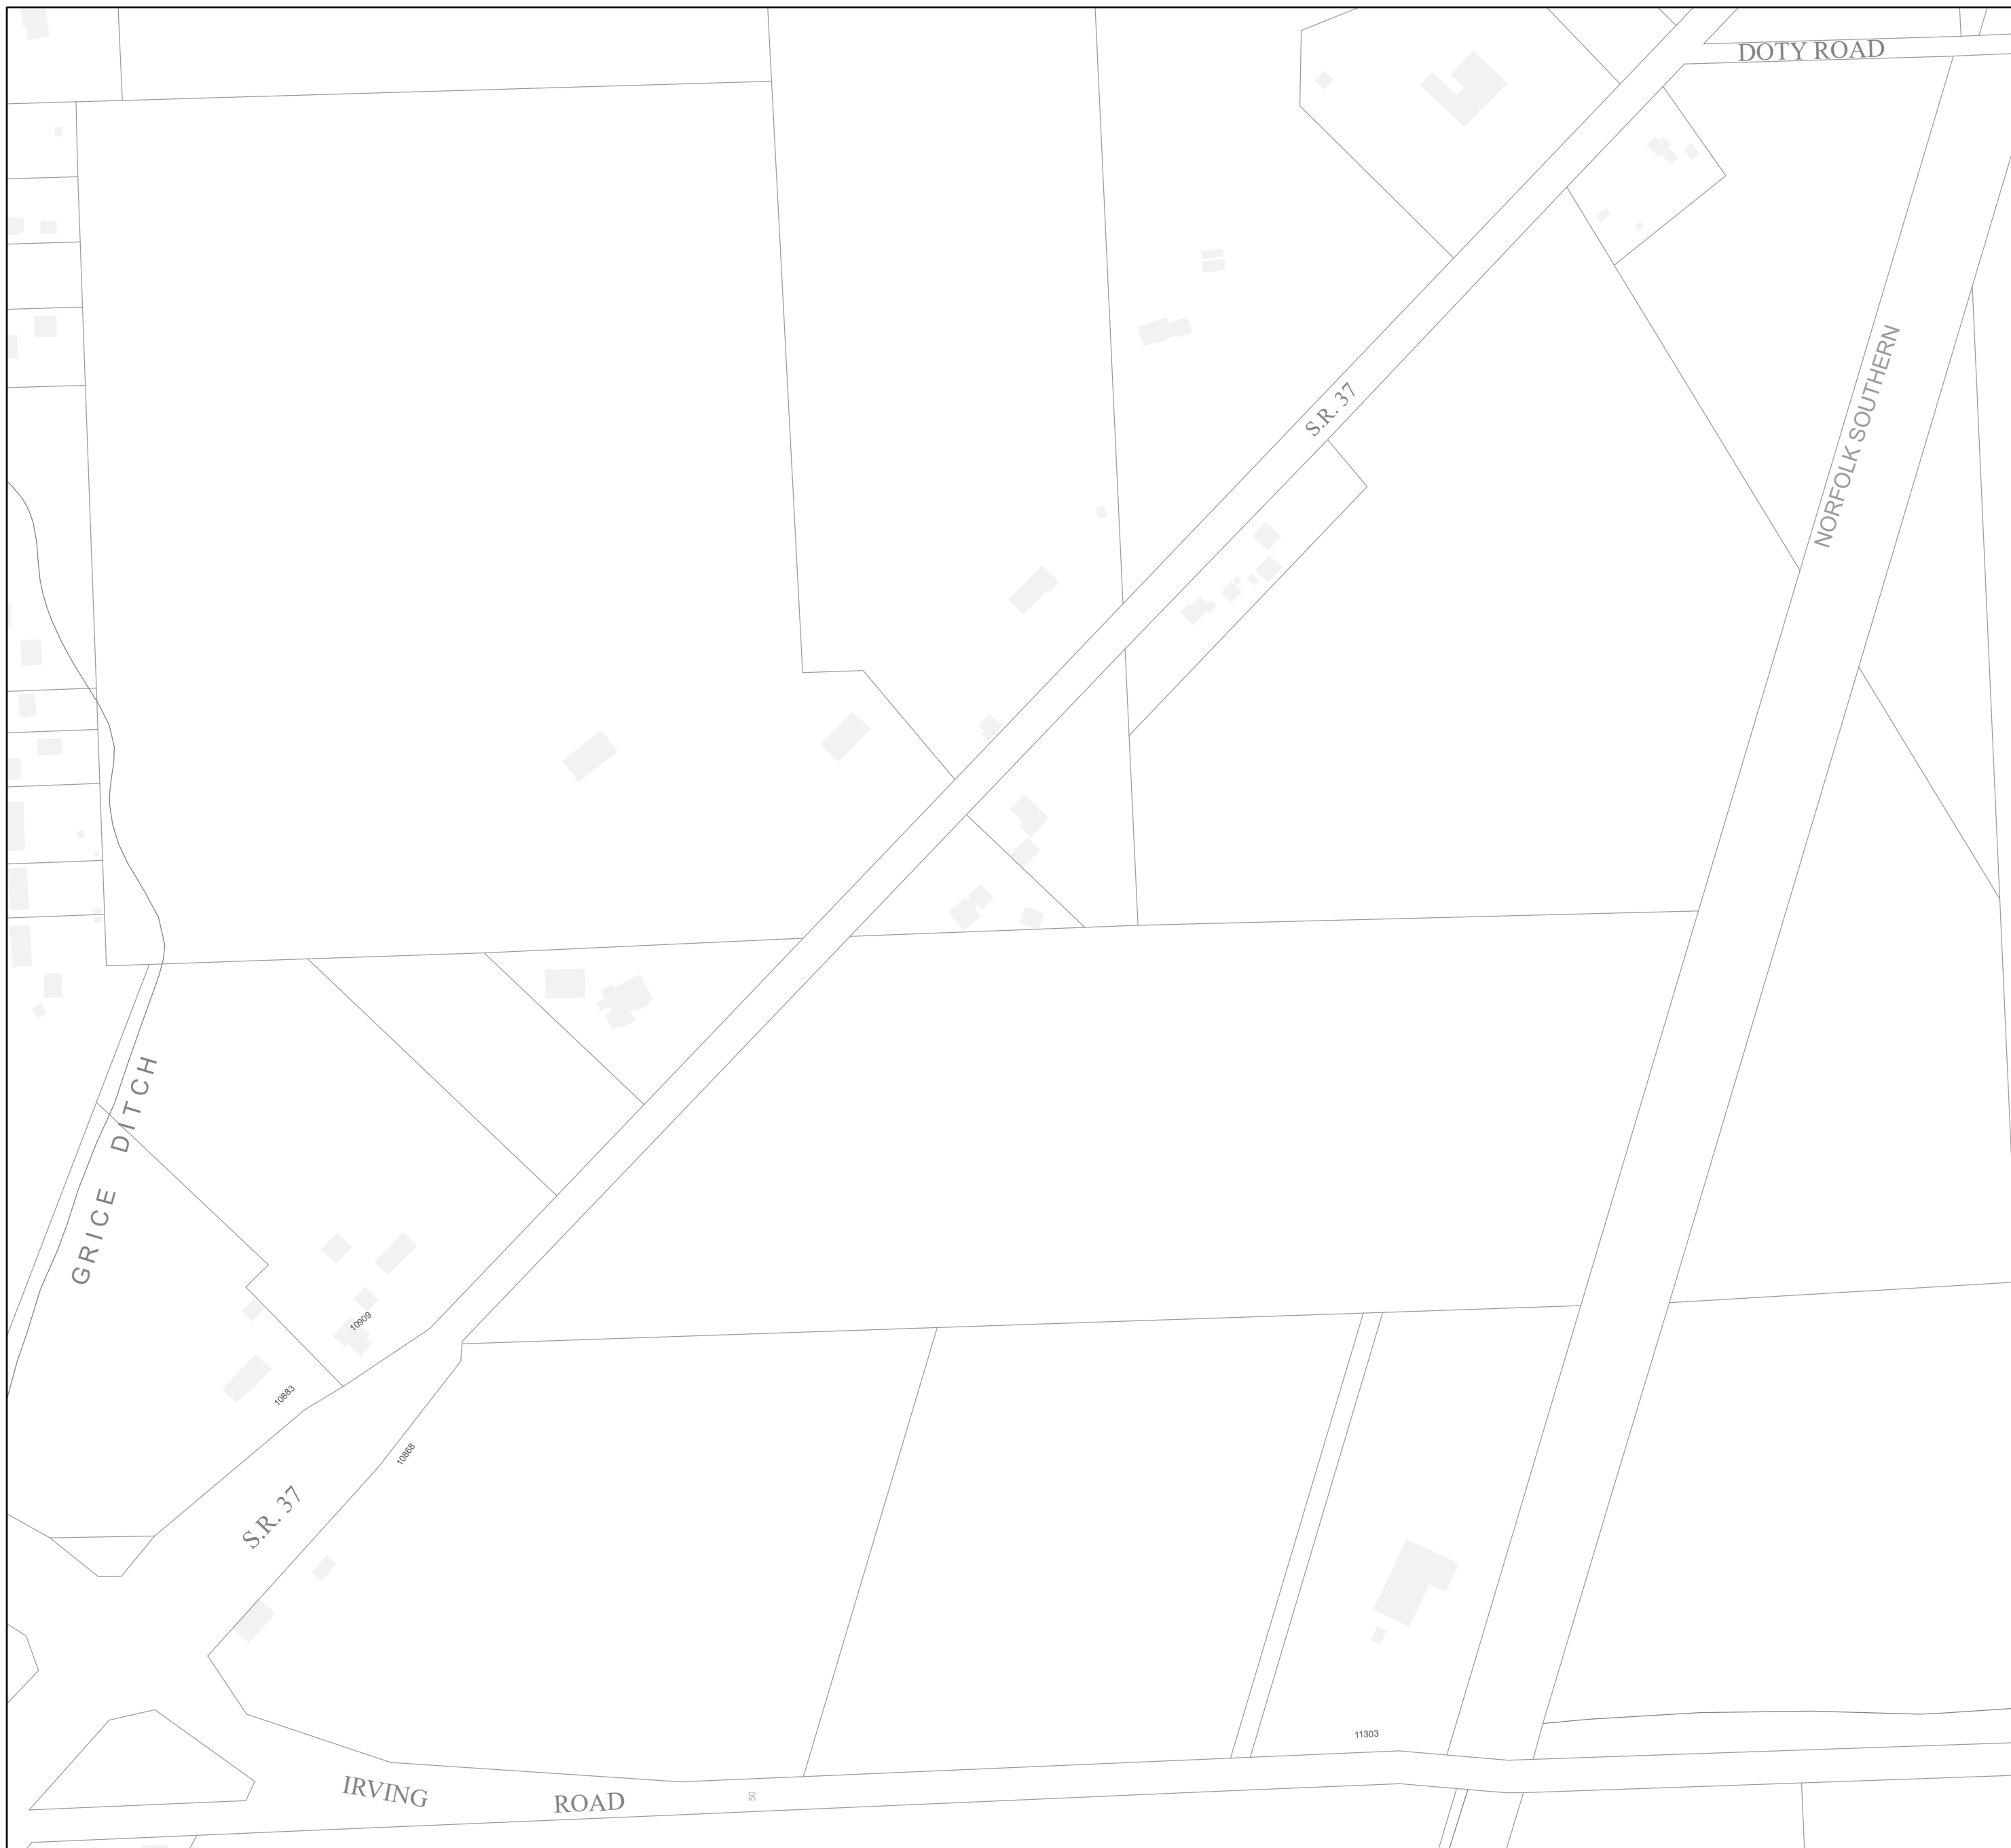 DOTY ROAD
NORFOLK SOUTHERN
S.R. 37
GRICE DITCH
10909
10883
10868
S.R. 37
11303
IRVING ROAD
50